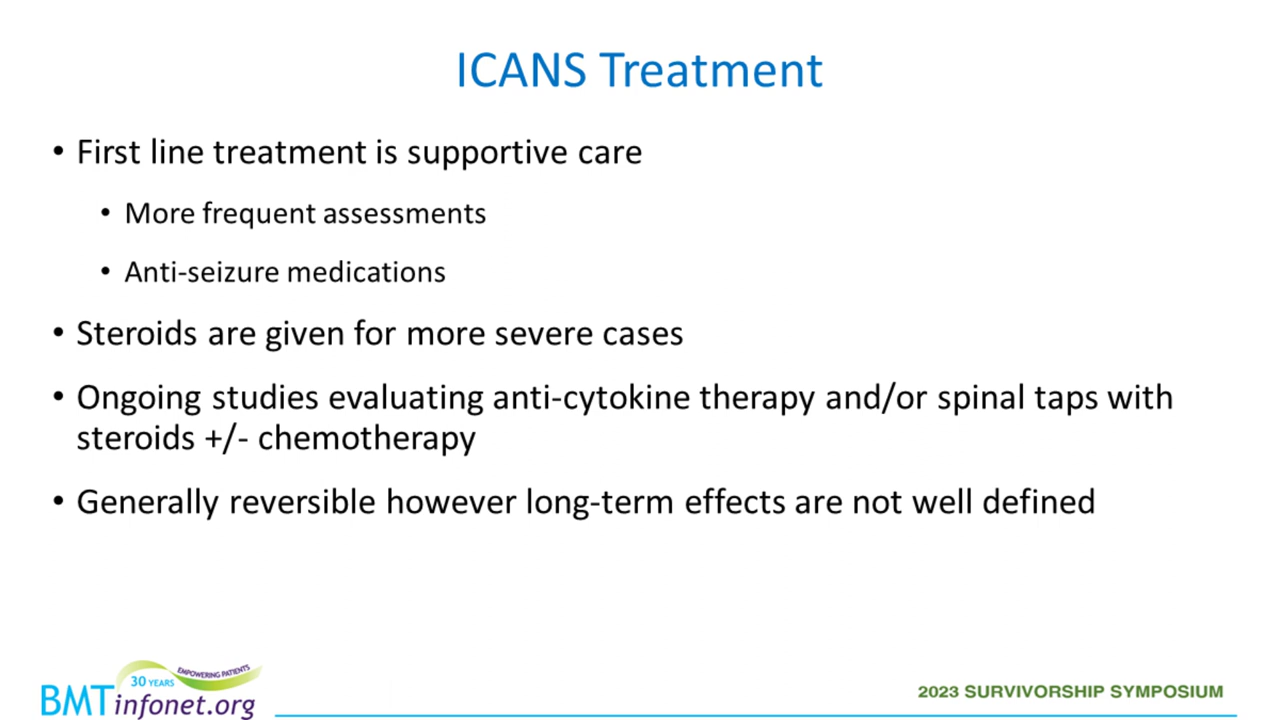 ICANS Treatment
• First line treatment is supportive care
• More frequent assessments
• Anti-seizure medications
• Steroids are given for more severe cases
• Ongoing studies evaluating anti-cytokine therapy and/or spinal taps with
steroids +/- chemotherapy
• Generally reversible however long-term effects are not well defined
30 YEARS EMPOWERING PATIENTS
BMTinfonet.org
2023 SURVIVORSHIP SYMPOSIUM